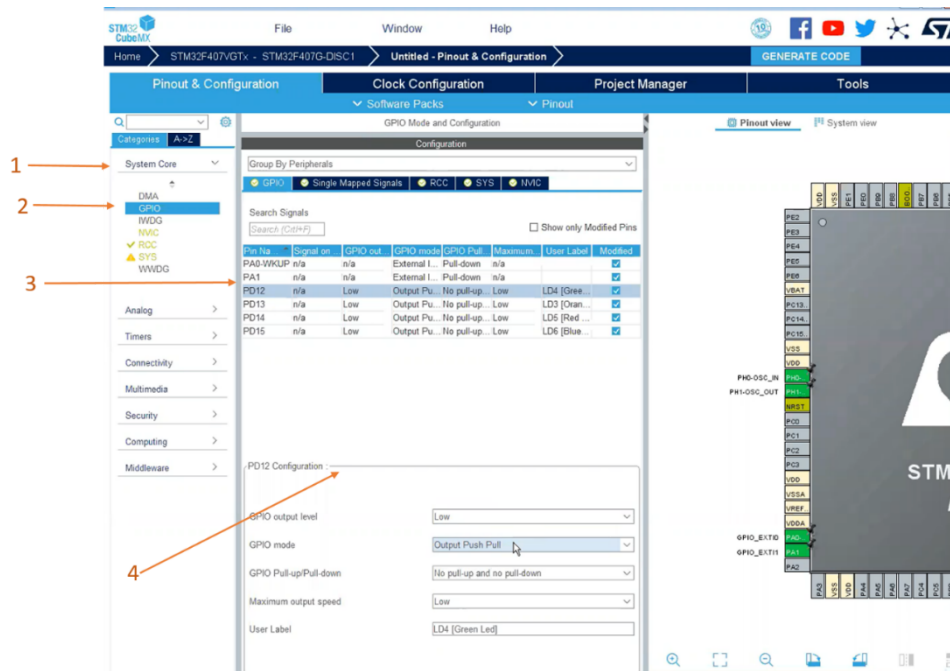 STM32
CubeMX
File Window Help
Home STM32F407VGTx - STM32F407G-DISC1 Untitled - Pinout & Configuration GENERATE CODE
Pinout & Configuration Clock Configuration Project Manager Tools
Software Packs Pinout
GPIO Mode and Configuration
Pinout view System view
Categories A->Z
Configuration
1
System Core
Group By Peripherals
GPIO Single Mapped Signals RCC SYS NVIC
2
DMA
GPIO
IWDG
NVIC
RCC
SYS
WWDG
Search Signals
Search (Crtl+F)
Show only Modified Pins
3
Pin Na... Signal on... GPIO out... GPIO mode GPIO Pull... Maximum... User Label Modified
PA0-WKUP n/a n/a External I... Pull-down n/a
PA1 n/a n/a External I... Pull-down n/a
PD12 n/a Low Output Pu... No pull-up... Low LD4 [Gree...
PD13 n/a Low Output Pu... No pull-up... Low LD3 [Oran...
PD14 n/a Low Output Pu... No pull-up... Low LD5 [Red ...
PD15 n/a Low Output Pu... No pull-up... Low LD6 [Blue...
Analog
Timers
Connectivity
Multimedia
Security
Computing
Middleware
4
PD12 Configuration :
GPIO output level Low
GPIO mode Output Push Pull
GPIO Pull-up/Pull-down No pull-up and no pull-down
Maximum output speed Low
User Label LD4 [Green Led]
VDD VSS PE1 PE0 PB9 PB8 BOO.. PB7 PB6
PE2
PE3
PE4
PE5
PE6
VBAT
PC13..
PC14..
PC15..
VSS
VDD
PH0-OSC_IN PH0-..
PH1-OSC_OUT PH1-..
NRST
PC0
PC1
PC2
PC3
VDD
VSSA
VREF..
VDDA
GPIO_EXTI0 PA0-..
GPIO_EXTI1 PA1
PA2
STM
PA3 VSS VDD PA4 PA5 PA6 PA7 PC4 PC5